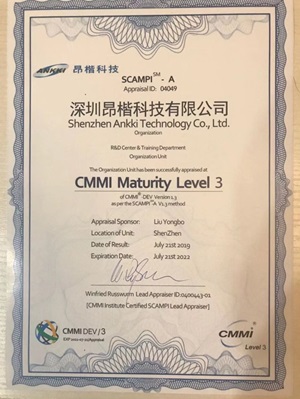 ANKKI 昂楷科技
SCAMPI℠ - A
Appraisal ID: 04049
深圳昂楷科技有限公司
Shenzhen Ankki Technology Co., Ltd.
Organization
R&D Center & Training Department
Organization Unit
The Organization Unit has been successfully appraised at
CMMI Maturity Level 3
of CMMI® DEV Version 1.3
as per the SCAMPI℠A V1.3 method
Appraisal Sponsor: Liu Yongbo
Location of Unit: ShenZhen
Date of Result: July 21st 2019
Expiration Date: July 21st 2022
Winfried Russwurm Lead Appraiser ID:0400443-01
[CMMI Institute Certified SCAMPI Lead Appraiser]
CMMI DEV / 3
CMMI®
Level 3